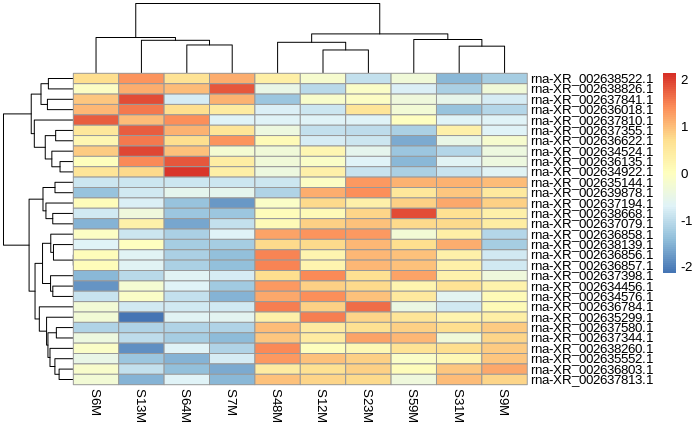 rna-XR_002638522.1
rna-XR_002638826.1
rna-XR_002637841.1
rna-XR_002636018.1
rna-XR_002637810.1
rna-XR_002637355.1
rna-XR_002636622.1
rna-XR_002634524.1
rna-XR_002636135.1
rna-XR_002634922.1
rna-XR_002635144.1
rna-XR_002639878.1
rna-XR_002637194.1
rna-XR_002638668.1
rna-XR_002637079.1
rna-XR_002636858.1
rna-XR_002638139.1
rna-XR_002636856.1
rna-XR_002636857.1
rna-XR_002637398.1
rna-XR_002634456.1
rna-XR_002634576.1
rna-XR_002636784.1
rna-XR_002635299.1
rna-XR_002637580.1
rna-XR_002637344.1
rna-XR_002638260.1
rna-XR_002635552.1
rna-XR_002636803.1
rna-XR_002637813.1
S6M
S13M
S64M
S7M
S48M
S12M
S23M
S59M
S31M
S9M
2
1
0
-1
-2